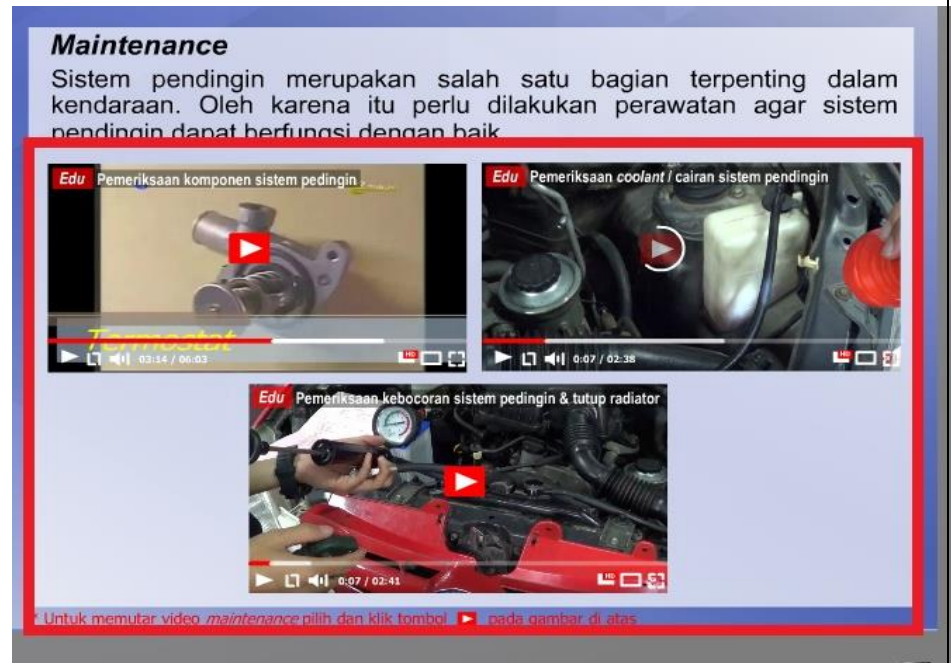 Maintenance
Sistem pendingin merupakan salah satu bagian terpenting dalam
kendaraan. Oleh karena itu perlu dilakukan perawatan agar sistem
pendingin dapat berfungsi dengan baik
Edu Pemeriksaan komponen sistem pedingin
Termostat
03:14 / 06:03
HD
Edu Pemeriksaan coolant / cairan sistem pendingin
0:07 / 02:38
HD
Edu Pemeriksaan kebocoran sistem pedingin & tutup radiator
0:07 / 02:41
HD
* Untuk memutar video maintenance pilih dan klik tombol pada gambar di atas